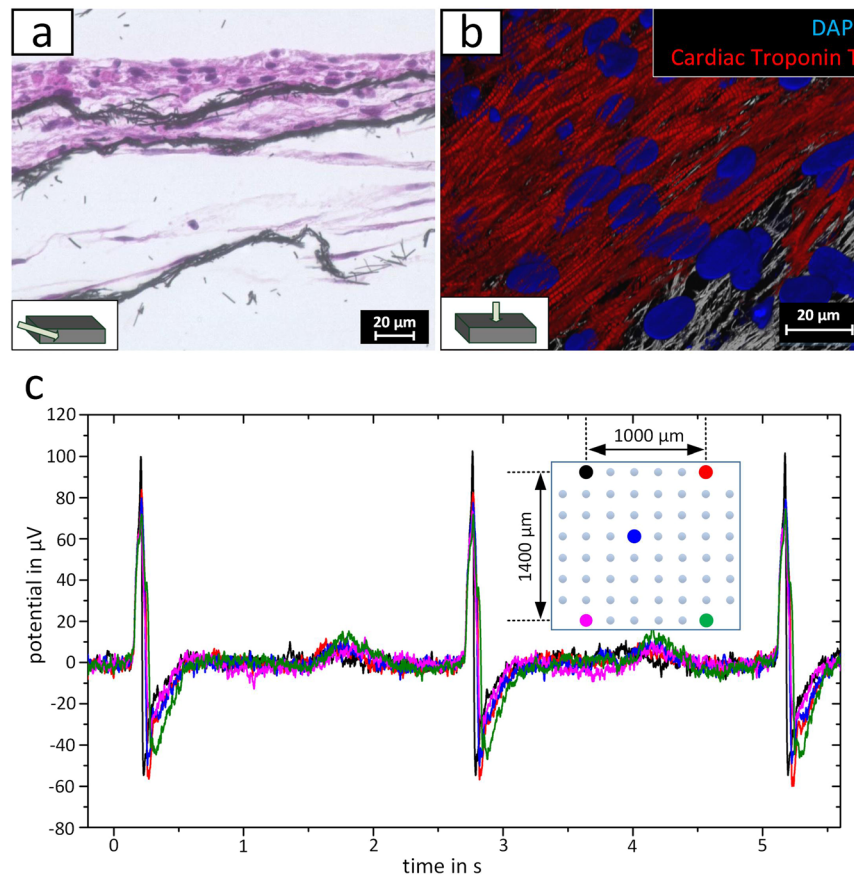 a
20 µm
b
DAP
Cardiac Troponin T
20 µm
c
120
100
80
60
40
20
0
-20
-40
-60
-80
potential in µV
0
1
2
3
4
5
time in s
1000 µm
1400 µm